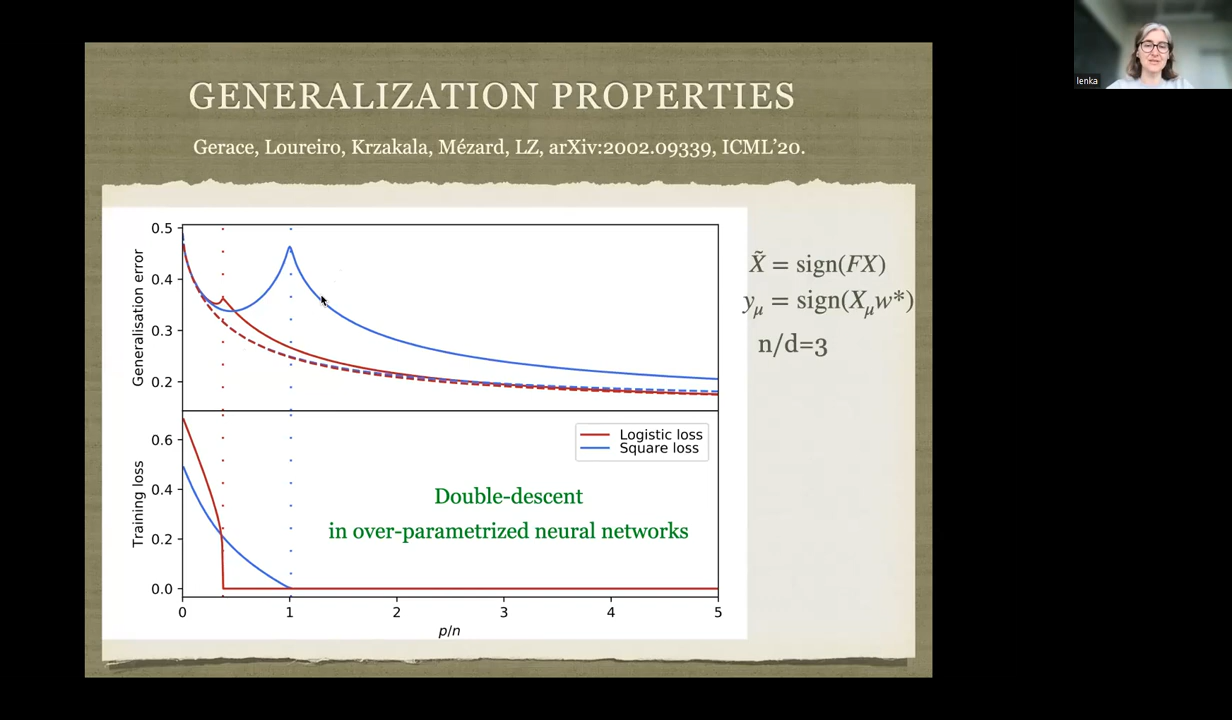 lenka
GENERALIZATION PROPERTIES
Gerace, Loureiro, Krzakala, Mézard, LZ, arXiv:2002.09339, ICML'20.
0.5
0.4
0.3
0.2
Generalisation error
X̃ = sign(FX)
y_μ = sign(X_μw*)
n/d=3
0.6
0.4
0.2
0.0
Training loss
Logistic loss
Square loss
Double-descent
in over-parametrized neural networks
0 1 2 3 4 5
p/n